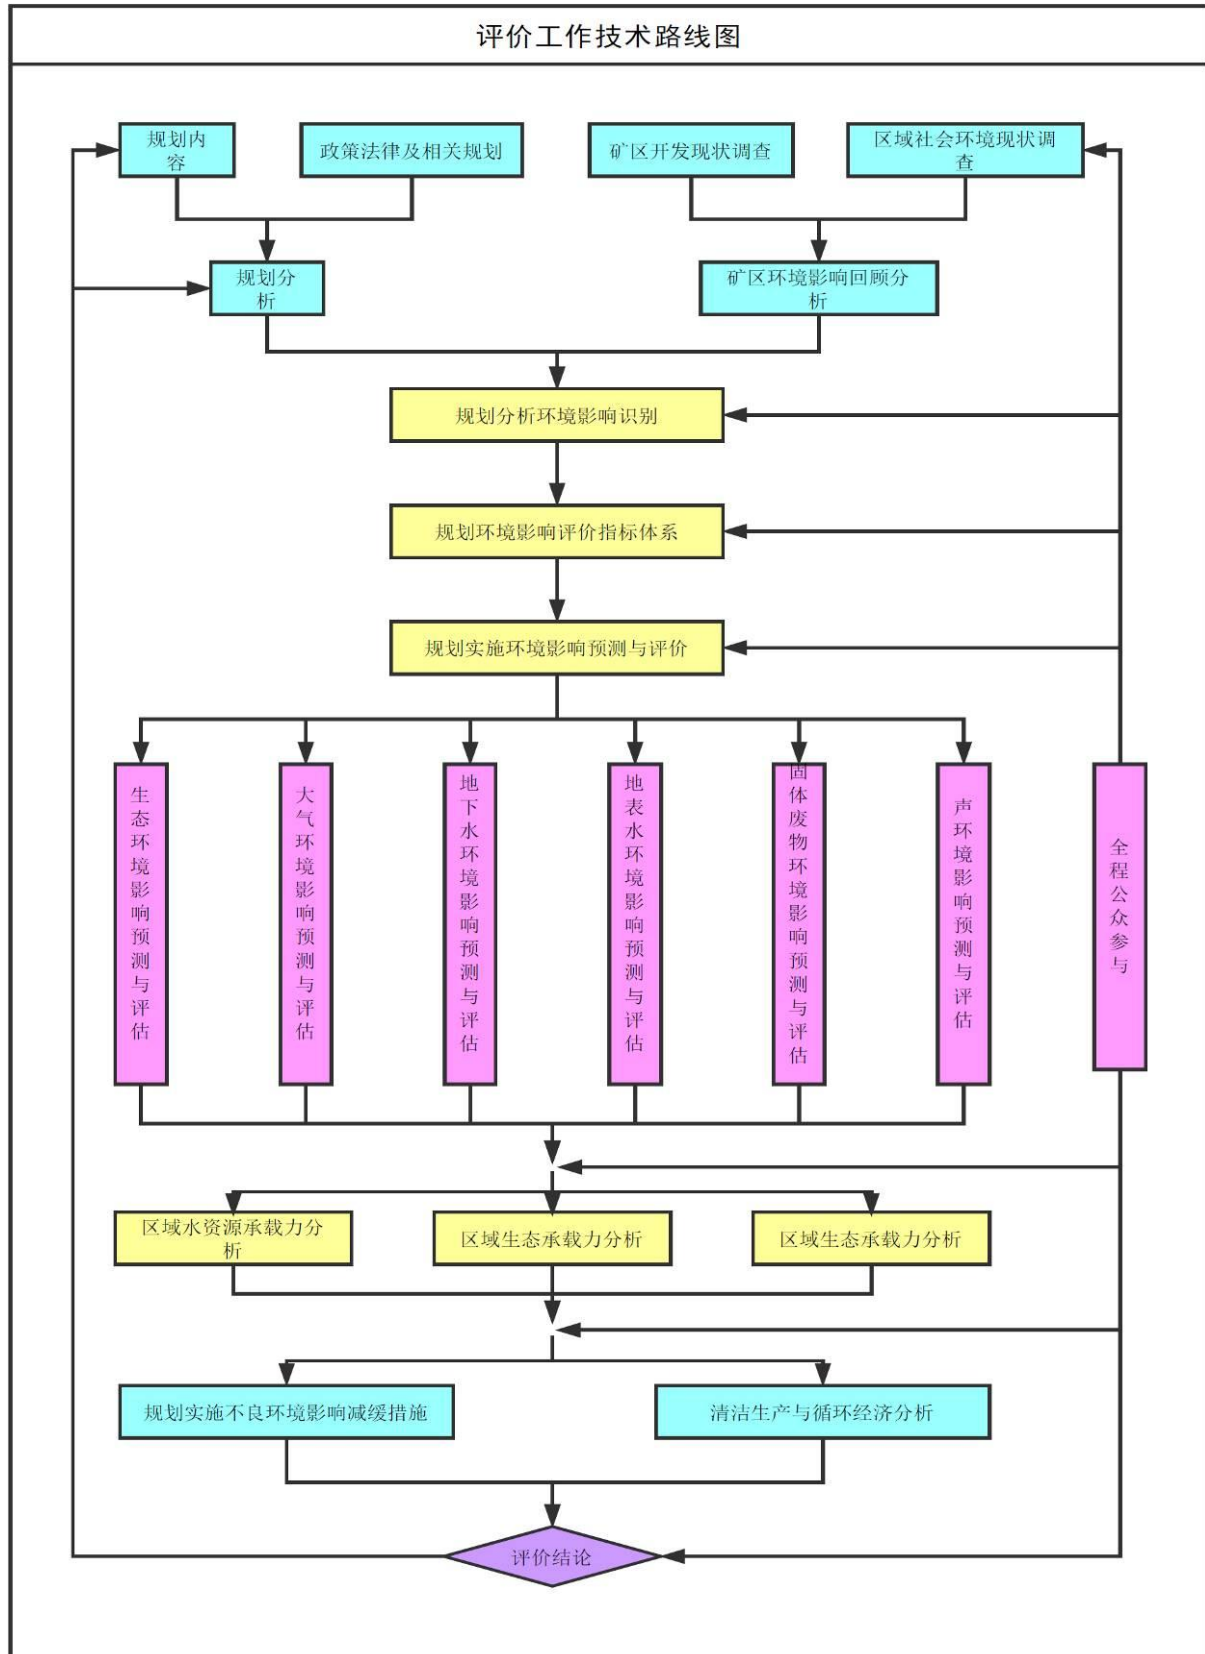 评价工作技术路线图
规划内
容
政策法律及相关规划
矿区开发现状调查
区域社会环境现状调
查
规划分
析
矿区环境影响回顾分
析
规划分析环境影响识别
规划环境影响评价指标体系
规划实施环境影响预测与评价
生态环境影响预测与评估
大气环境影响预测与评估
地下水环境影响预测与评估
地表水环境影响预测与评估
固体废物环境影响预测与评估
声环境影响预测与评估
全程公众参与
区域水资源承载力分
析
区域生态承载力分析
区域生态承载力分析
规划实施不良环境影响减缓措施
清洁生产与循环经济分析
评价结论